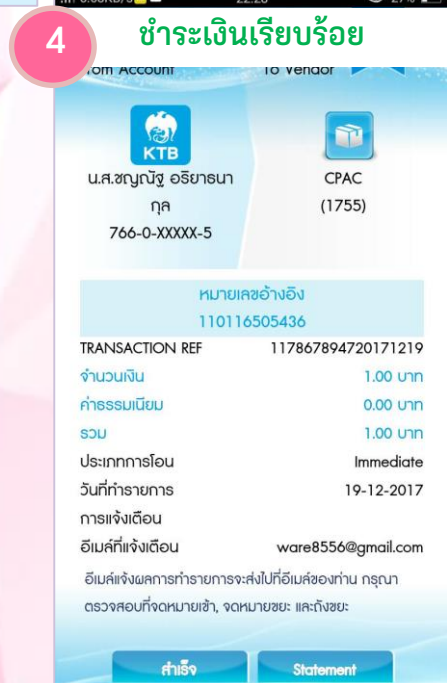 22:28
27%
4
ชำระเงินเรียบร้อย
From Account
To Vendor
KTB
น.ส.ชญณัฐ อริยาธนา
กุล
766-0-XXXXX-5
CPAC
(1755)
หมายเลขอ้างอิง
110116505436
TRANSACTION REF 117867894720171219
จำนวนเงิน 1.00 บาท
ค่าธรรมเนียม 0.00 บาท
รวม 1.00 บาท
ประเภทการโอน Immediate
วันที่ทำรายการ 19-12-2017
การแจ้งเตือน
อีเมล์ที่แจ้งเตือน ware8556@gmail.com
อีเมล์แจ้งผลการทำรายการจะส่งไปที่อีเมล์ของท่าน กรุณา
ตรวจสอบที่จดหมายเข้า, จดหมายขยะ และถังขยะ
สำเร็จ
Statement